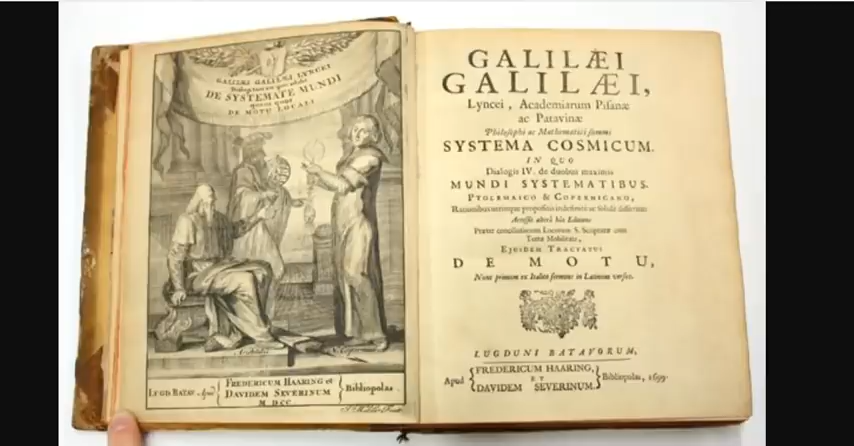 GALILÆI GALILÆI LYNCEI
DE SYSTEMATE MUNDI
DE MOTU LOCALI
LUGD BATAV Apud
FREDERICUM HAARING et
DAVIDEM SEVERINUM
Bibliopolas.
M DCC
GALILÆI
GALILÆI,
Lyncei, Academiarum Pisanæ
ac Patavinæ
Philosophi ac Mathematici summi
SYSTEMA COSMICUM.
IN QUO
Dialogis IV. de duobus maximis
MUNDI SYSTEMATIBUS.
PTOLEMAICO & COPERNICANO,
Rationibus utrinque propositis indefinite ac solide disseritur.
Accessit altera hâc Editione
Præter conciliationem Locorum S. Scripturæ cum
Terræ Mobilitate,
EJUSDEM TRACTATUS
DE MOTU,
Nunc primum ex Italico sermone in Latinum versus.
LUGDUNI BATAVORUM,
Apud
FREDERICUM HAARING,
ET
DAVIDEM SEVERINUM.
Bibliopolas, 1699.